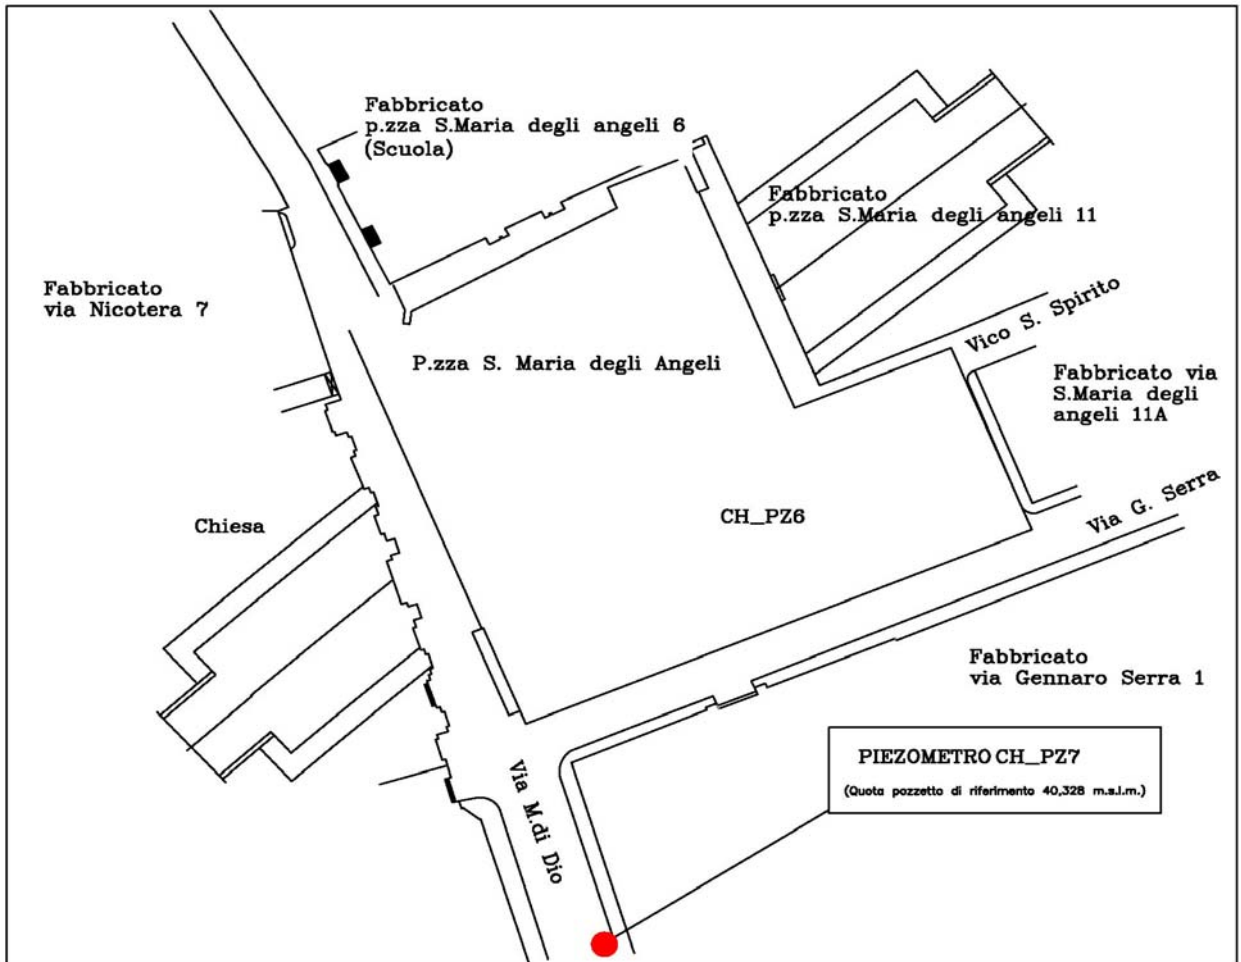 Fabbricato
p.zza S.Maria degli angeli 6
(Scuola)
Fabbricato
p.zza S.Maria degli angeli 11
Fabbricato
via Nicotera 7
Vico S. Spirito
P.zza S. Maria degli Angeli
Fabbricato via
S.Maria degli
angeli 11A
Chiesa
CH_PZ6
Via G. Serra
Fabbricato
via Gennaro Serra 1
PIEZOMETRO CH_PZ7
(Quota pozzetto di riferimento 40,328 m.s.l.m.)
Via M.di Dio